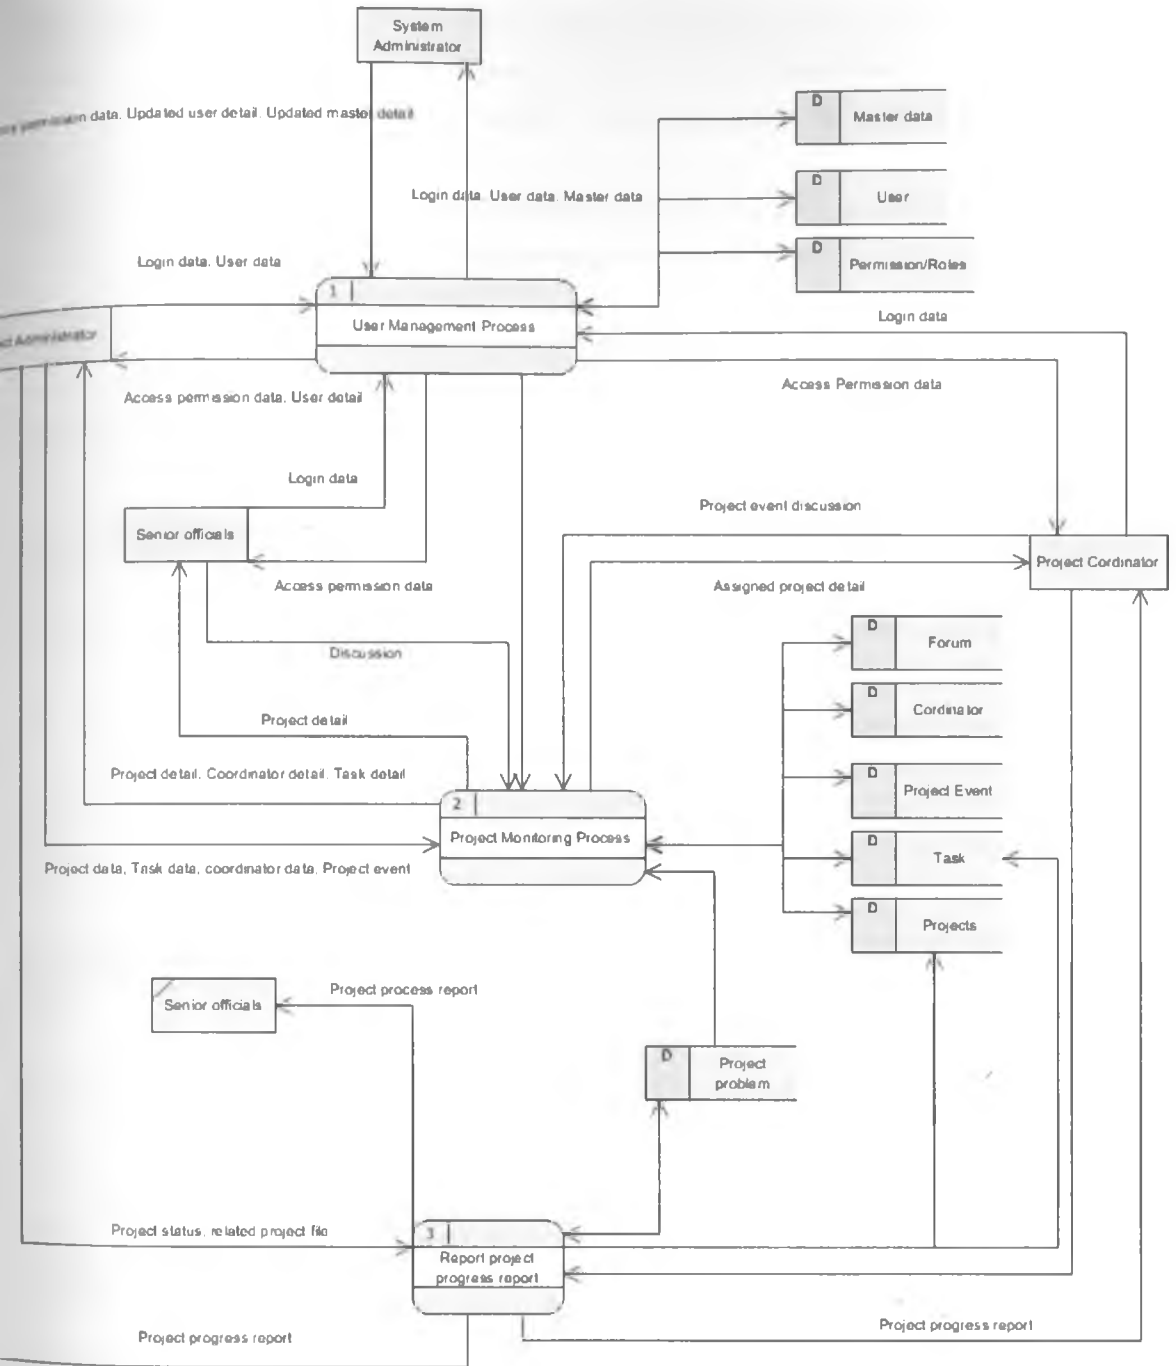 System
Administrator
permission data. Updated user detail. Updated master detail
D
Master data
Login data. User data. Master data
D
User
D
Permission/Roles
Login data. User data
1
User Management Process
Login data
Administrator
Access permission data. User detail
Access Permission data
Login data
Project event discussion
Senior officials
Project Cordinator
Access permission data
Assigned project detail
D
Forum
Discussion
D
Cordinator
Project detail
Project detail. Coordinator detail. Task detail
D
Project Event
2
Project Monitoring Process
D
Task
Project data, Task data, coordinator data, Project event
D
Projects
Project process report
Senior officials
D
Project
problem
Project status, related project file
3
Report project
progress report
Project progress report
Project progress report